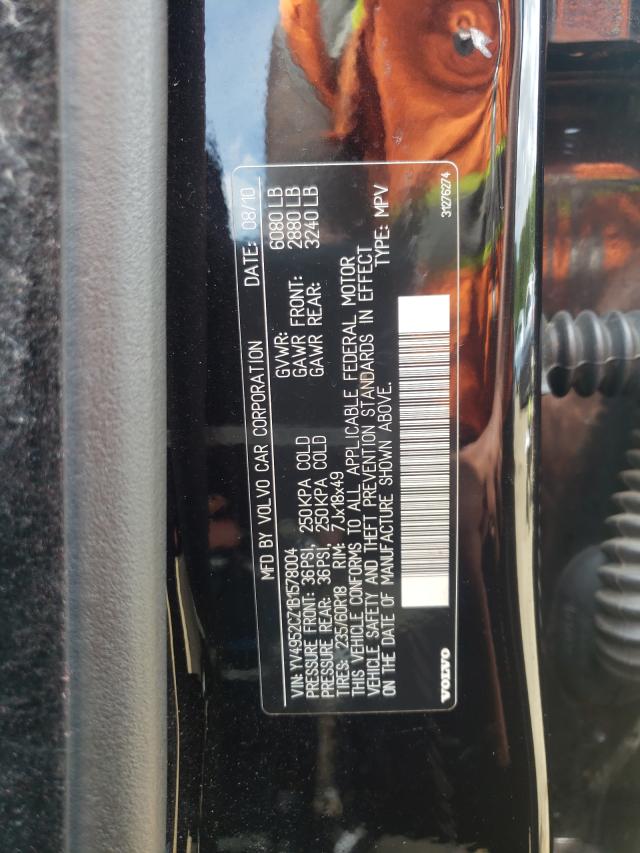 MFD BY VOLVO CAR CORPORATION DATE: 08/10
VIN: YV4952CZ1B1578004 GVWR: 6080 LB
PRESSURE FRONT: 36PSI, 250KPA COLD GAWR FRONT: 2880 LB
PRESSURE REAR: 36PSI, 250KPA COLD GAWR REAR: 3240 LB
TIRES: 235/60R18 RIM: 7Jx18x49
THIS VEHICLE CONFORMS TO ALL APPLICABLE FEDERAL MOTOR
VEHICLE SAFETY AND THEFT PREVENTION STANDARDS IN EFFECT
ON THE DATE OF MANUFACTURE SHOWN ABOVE. TYPE: MPV
VOLVO 31276274